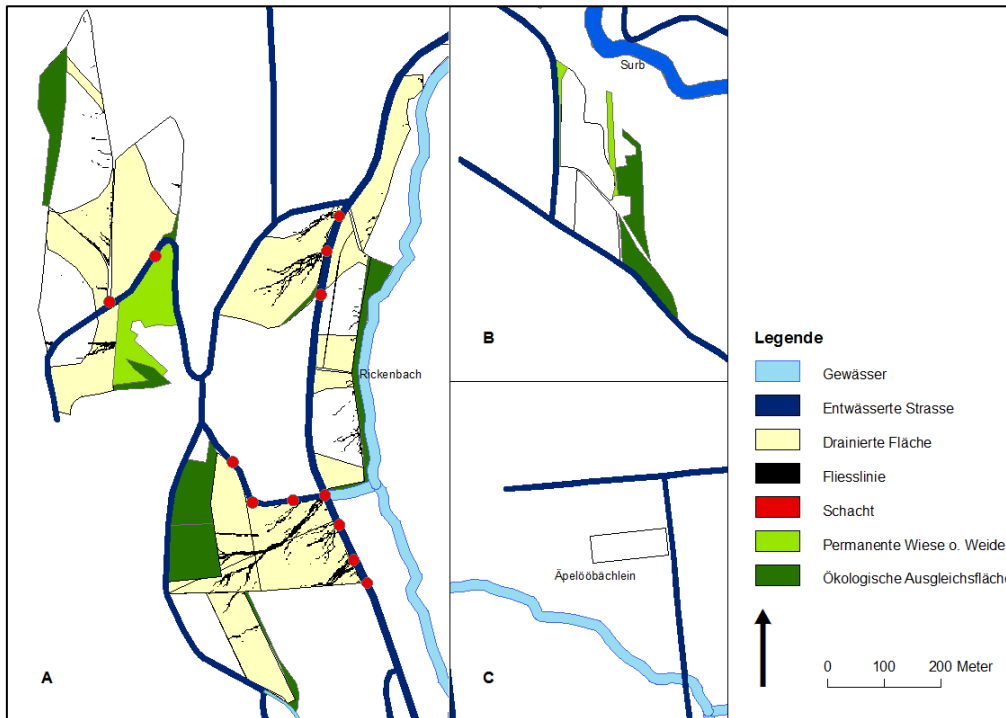 Surb
B
Rickenbach
A
Äpelööbächlein
C
Legende
Gewässer
Entwässerte Strasse
Drainierte Fläche
Fliesslinie
Schacht
Permanente Wiese o. Weide
Ökologische Ausgleichsfläche
0 100 200 Meter